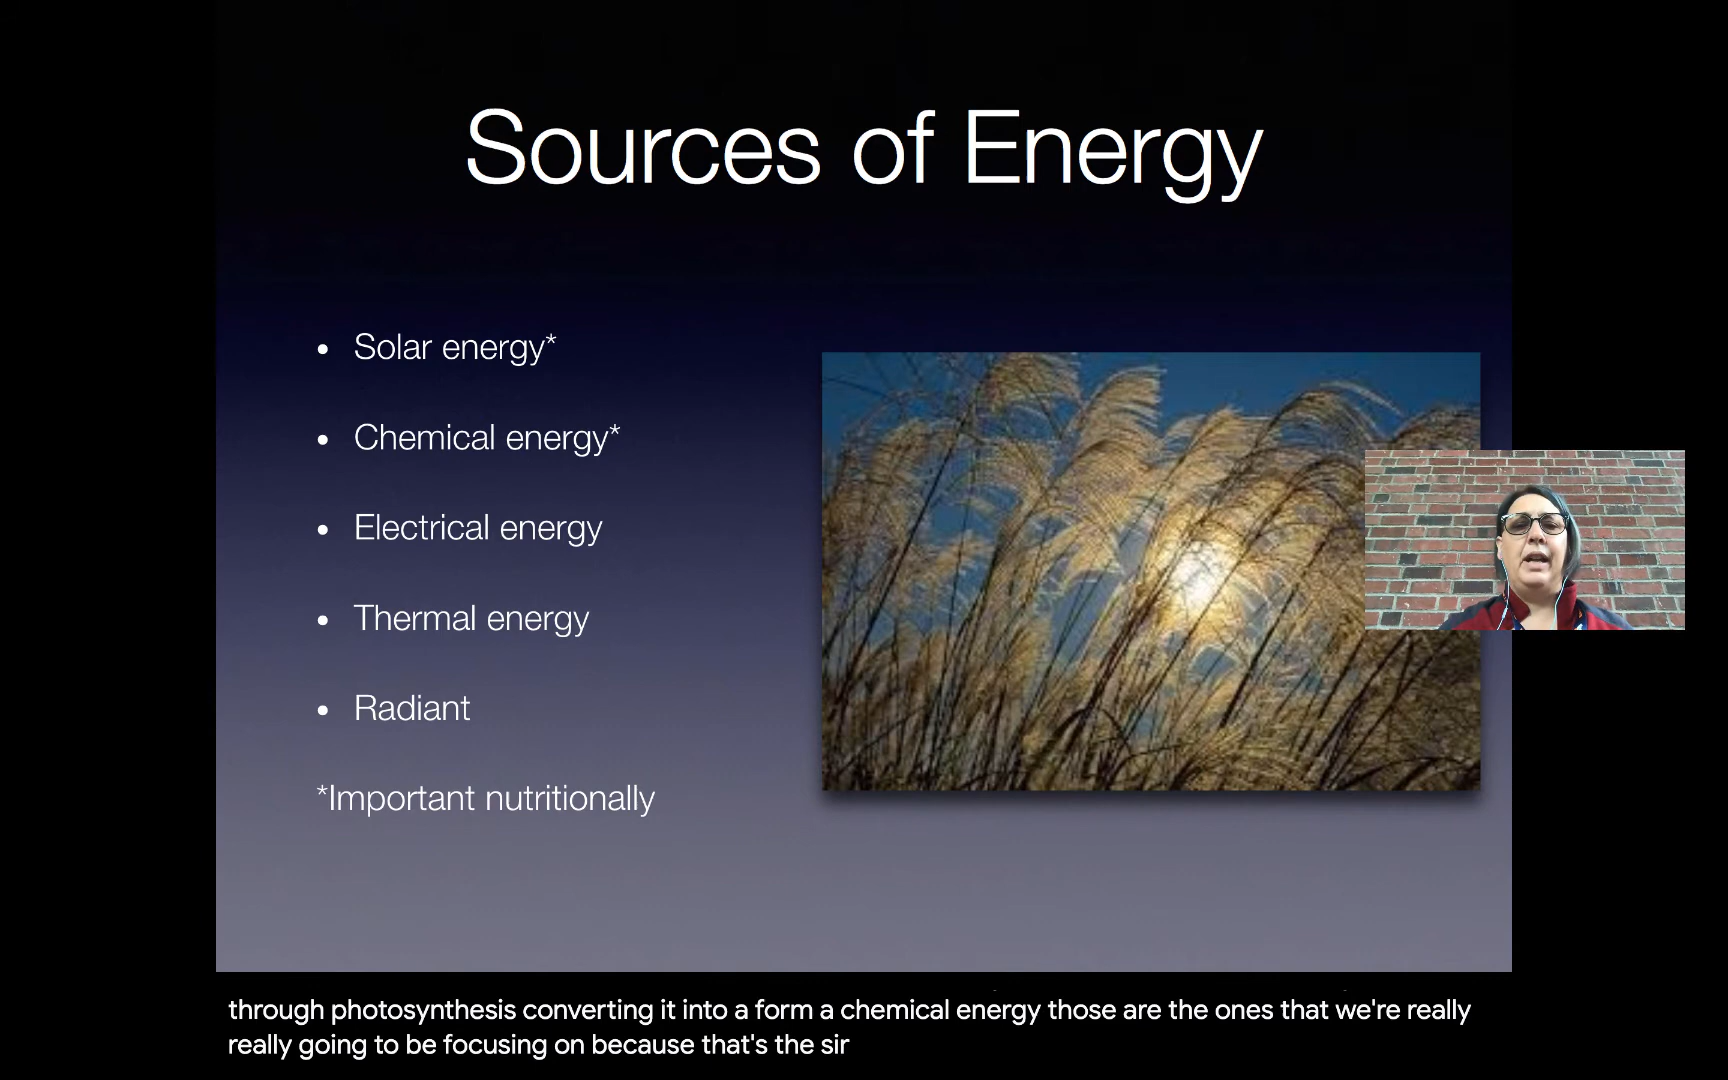 Sources of Energy
• Solar energy*
• Chemical energy*
• Electrical energy
• Thermal energy
• Radiant
*Important nutritionally
through photosynthesis converting it into a form a chemical energy those are the ones that we're really
really going to be focusing on because that's the sir